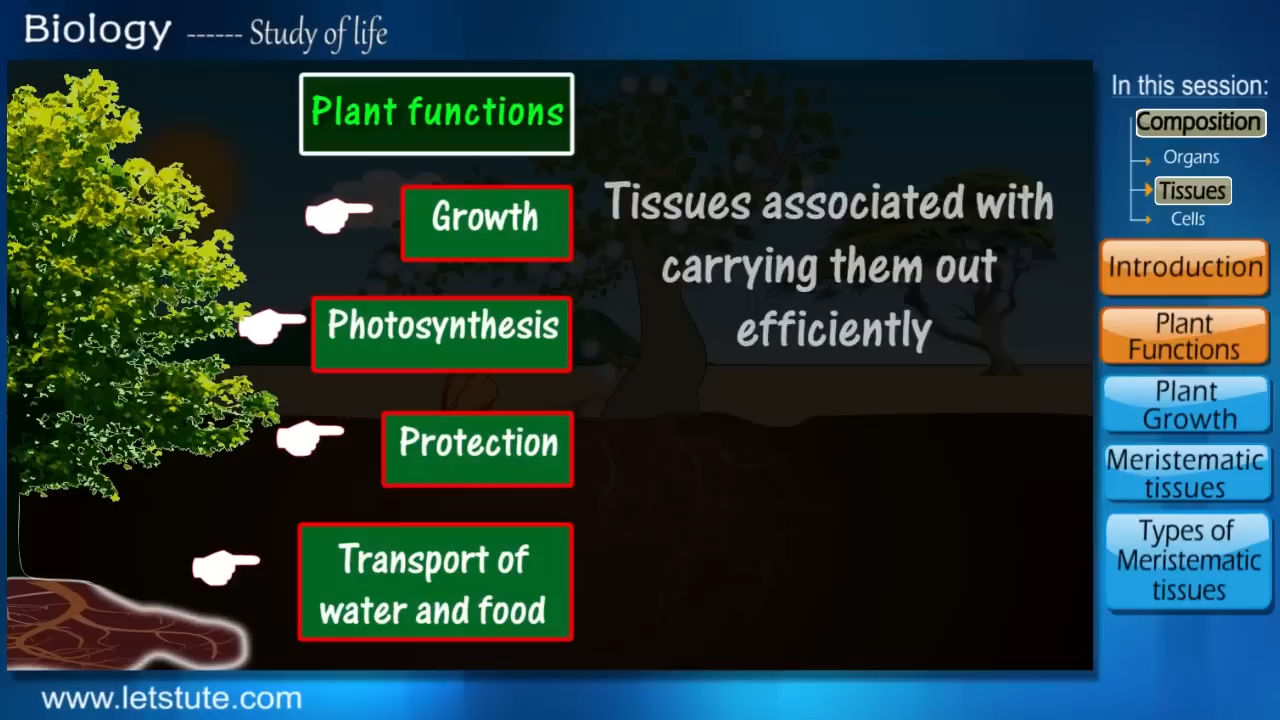 Biology ------ Study of life
Plant functions
Growth
Photosynthesis
Protection
Transport of
water and food
Tissues associated with
carrying them out
efficiently
In this session:
Composition
Organs
Tissues
Cells
Introduction
Plant
Functions
Plant
Growth
Meristematic
tissues
Types of
Meristematic
tissues
www.letstute.com